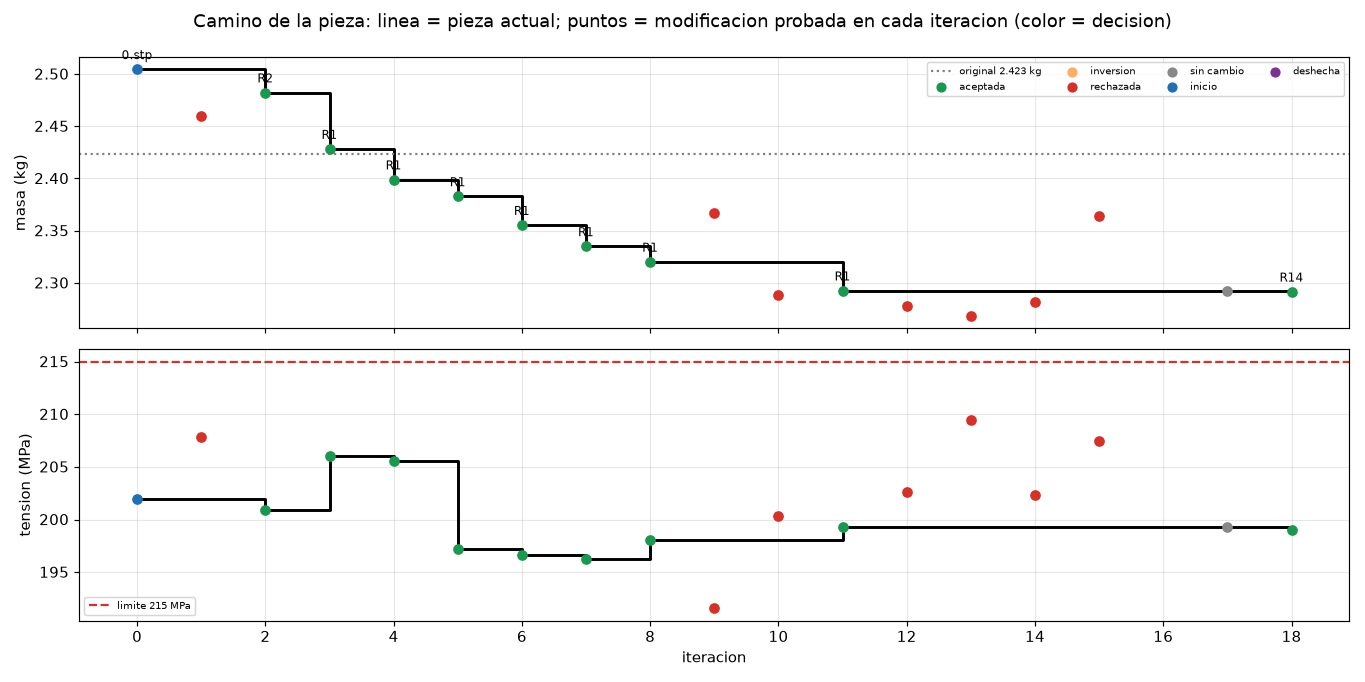 Camino de la pieza: linea = pieza actual; puntos = modificacion probada en cada iteracion (color = decision)
0.stp
R2
R1
R1
R1
R1
R1
R1
R1
R14
original 2.423 kg
aceptada
inversion
rechazada
sin cambio
inicio
deshecha
masa (kg)
2.50
2.45
2.40
2.35
2.30
tension (MPa)
215
210
205
200
195
limite 215 MPa
0 2 4 6 8 10 12 14 16 18
iteracion